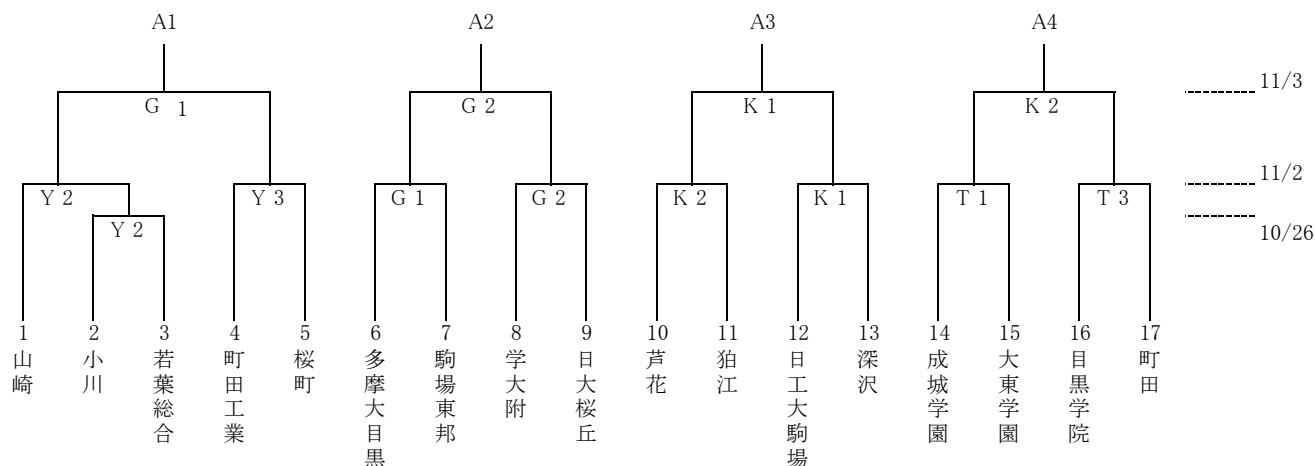 A1 A2 A3 A4
11/3
G 1 G 2 K 1 K 2
11/2
Y 2 Y 3 G 1 G 2 K 2 K 1 T 1 T 3
Y 2
10/26
1 2 3 4 5 6 7 8 9 10 11 12 13 14 15 16 17
山崎
小川
若葉総合
町田工業
桜町
多摩大目黒
駒場東邦
学大附
日大桜丘
芦花
狛江
日工大駒場
深沢
成城学園
大東学園
目黒学院
町田